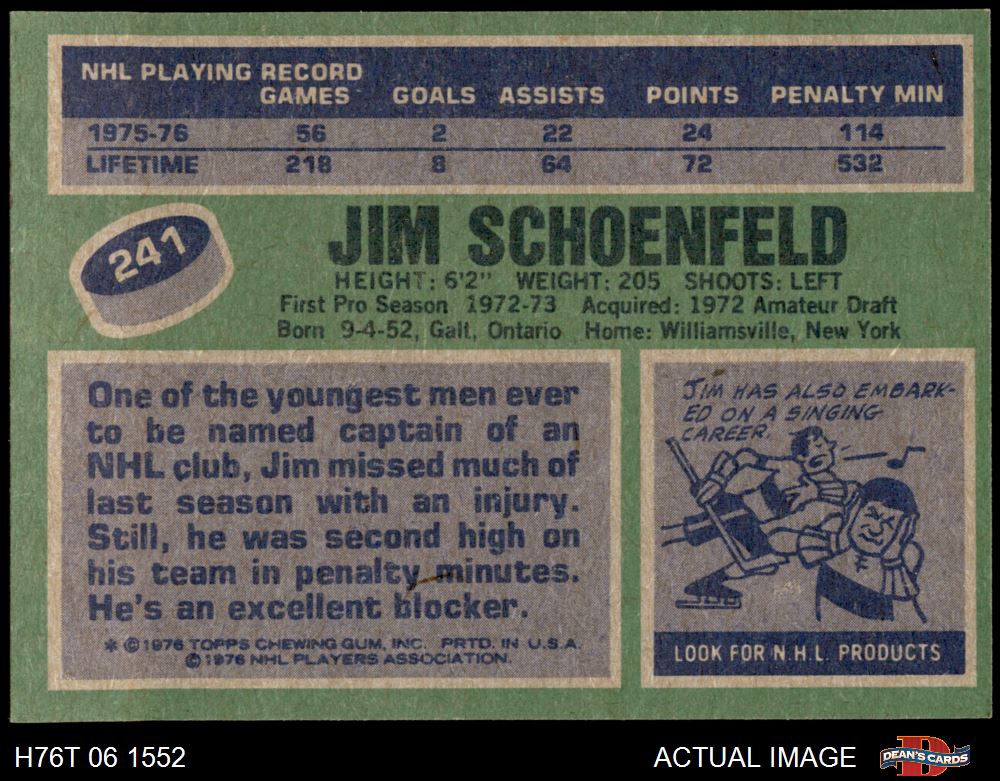 NHL PLAYING RECORD
GAMES GOALS ASSISTS POINTS PENALTY MIN
1975-76 56 2 22 24 114
LIFETIME 218 8 64 72 532
241
JIM SCHOENFELD
HEIGHT: 6'2" WEIGHT: 205 SHOOTS: LEFT
First Pro Season 1972-73 Acquired: 1972 Amateur Draft
Born 9-4-52, Galt, Ontario Home: Williamsville, New York
One of the youngest men ever
to be named captain of an
NHL club, Jim missed much of
last season with an injury.
Still, he was second high on
his team in penalty minutes.
He's an excellent blocker.
* © 1976 TOPPS CHEWING GUM, INC. PRTD. IN U.S.A.
© 1976 NHL PLAYERS ASSOCIATION.
JIM HAS ALSO EMBARK-
ED ON A SINGING
CAREER.
LOOK FOR N.H.L. PRODUCTS
H76T 06 1552
ACTUAL IMAGE
DEAN'S CARDS